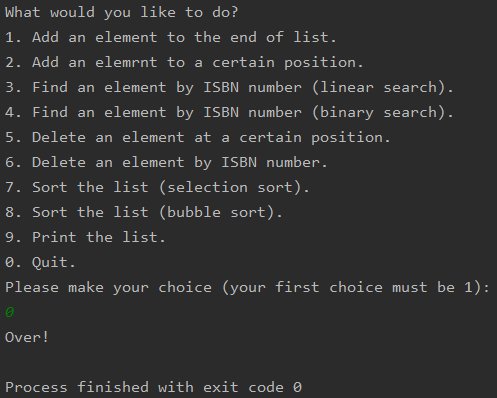 What would you like to do?
1. Add an element to the end of list.
2. Add an elemrnt to a certain position.
3. Find an element by ISBN number (linear search).
4. Find an element by ISBN number (binary search).
5. Delete an element at a certain position.
6. Delete an element by ISBN number.
7. Sort the list (selection sort).
8. Sort the list (bubble sort).
9. Print the list.
0. Quit.
Please make your choice (your first choice must be 1):
0
Over!
Process finished with exit code 0